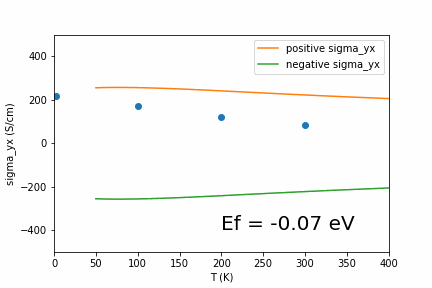 positive sigma_yx
negative sigma_yx
400
200
0
−200
−400
sigma_yx (S/cm)
Ef = -0.07 eV
0 50 100 150 200 250 300 350 400
T (K)